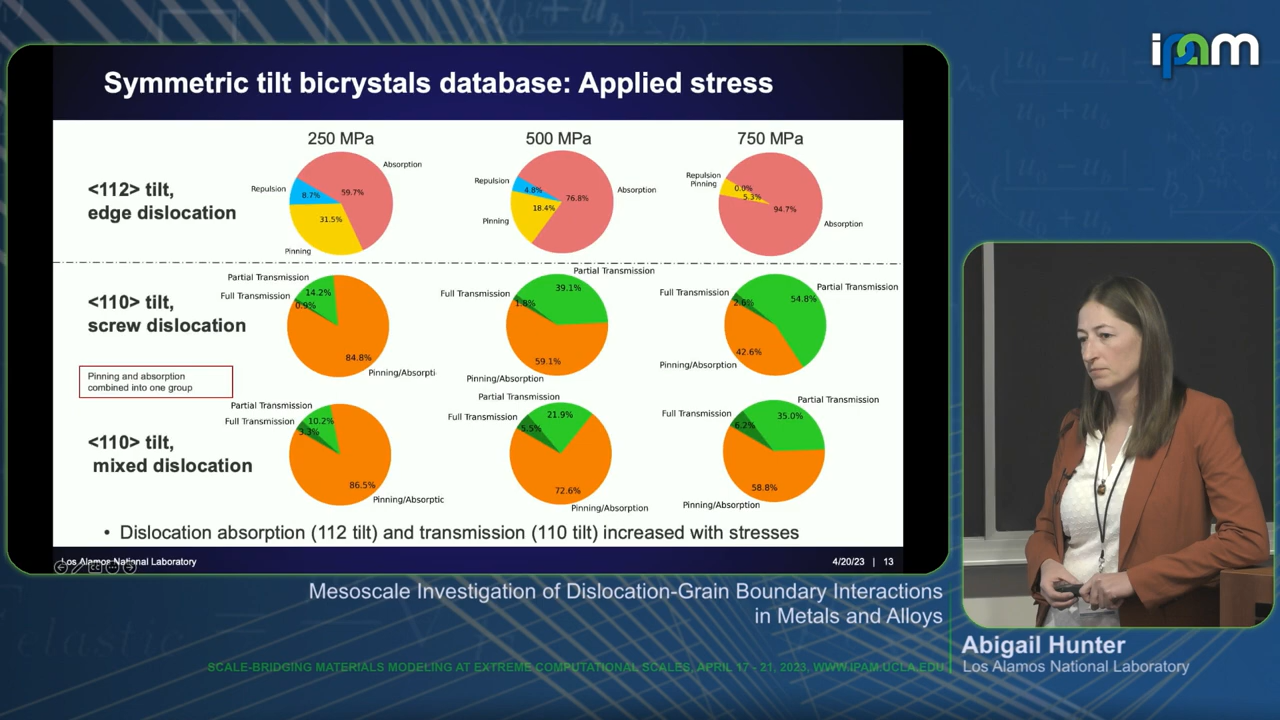 ipam
Symmetric tilt bicrystals database: Applied stress
250 MPa
500 MPa
750 MPa
<112> tilt,
edge dislocation
Absorption
Repulsion
Pinning
59.7%
8.7%
31.5%
Repulsion
Absorption
Pinning
4.8%
76.8%
18.4%
Repulsion
Pinning
Absorption
0.0%
5.3%
94.7%
<110> tilt,
screw dislocation
Partial Transmission
Full Transmission
14.2%
0.9%
84.8%
Pinning/Absorpti
Partial Transmission
Full Transmission
39.1%
1.8%
59.1%
Pinning/Absorption
Full Transmission
Partial Transmission
54.8%
2.6%
42.6%
Pinning/Absorption
Pinning and absorption
combined into one group
<110> tilt,
mixed dislocation
Partial Transmission
Full Transmission
10.2%
3.3%
86.5%
Pinning/Absorptic
Partial Transmission
Full Transmission
21.9%
5.5%
72.6%
Pinning/Absorption
Partial Transmission
Full Transmission
35.0%
6.2%
58.8%
Pinning/Absorption
• Dislocation absorption (112 tilt) and transmission (110 tilt) increased with stresses
Los Alamos National Laboratory
4/20/23 | 13
Mesoscale Investigation of Dislocation-Grain Boundary Interactions
in Metals and Alloys
Abigail Hunter
Los Alamos National Laboratory
SCALE-BRIDGING MATERIALS MODELING AT EXTREME COMPUTATIONAL SCALES, APRIL 17 - 21, 2023, WWW.IPAM.UCLA.EDU